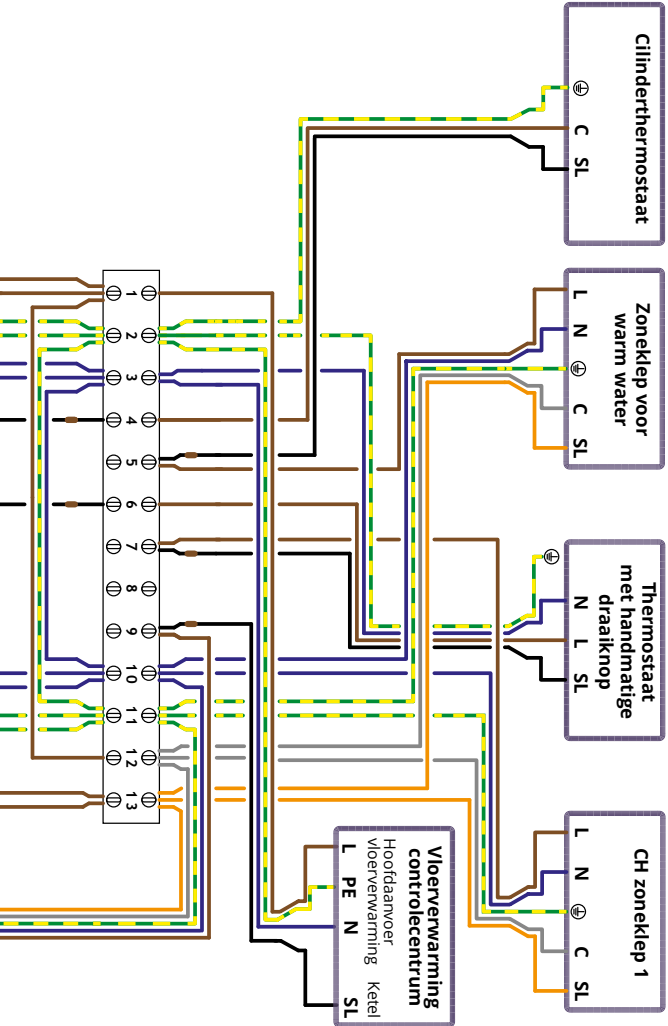 Cilinderthermostaat
C
SL
Zoneklep voor
warm water
L
N
C
SL
Thermostaat
met handmatige
draaiknop
N
L
SL
CH zoneklep 1
L
N
C
SL
Vloerverwarming
controlecentrum
Hoofdaanvoer
vloerverwarming
Ketel
L
PE
N
SL
1
2
3
4
5
6
7
8
9
10
11
12
13